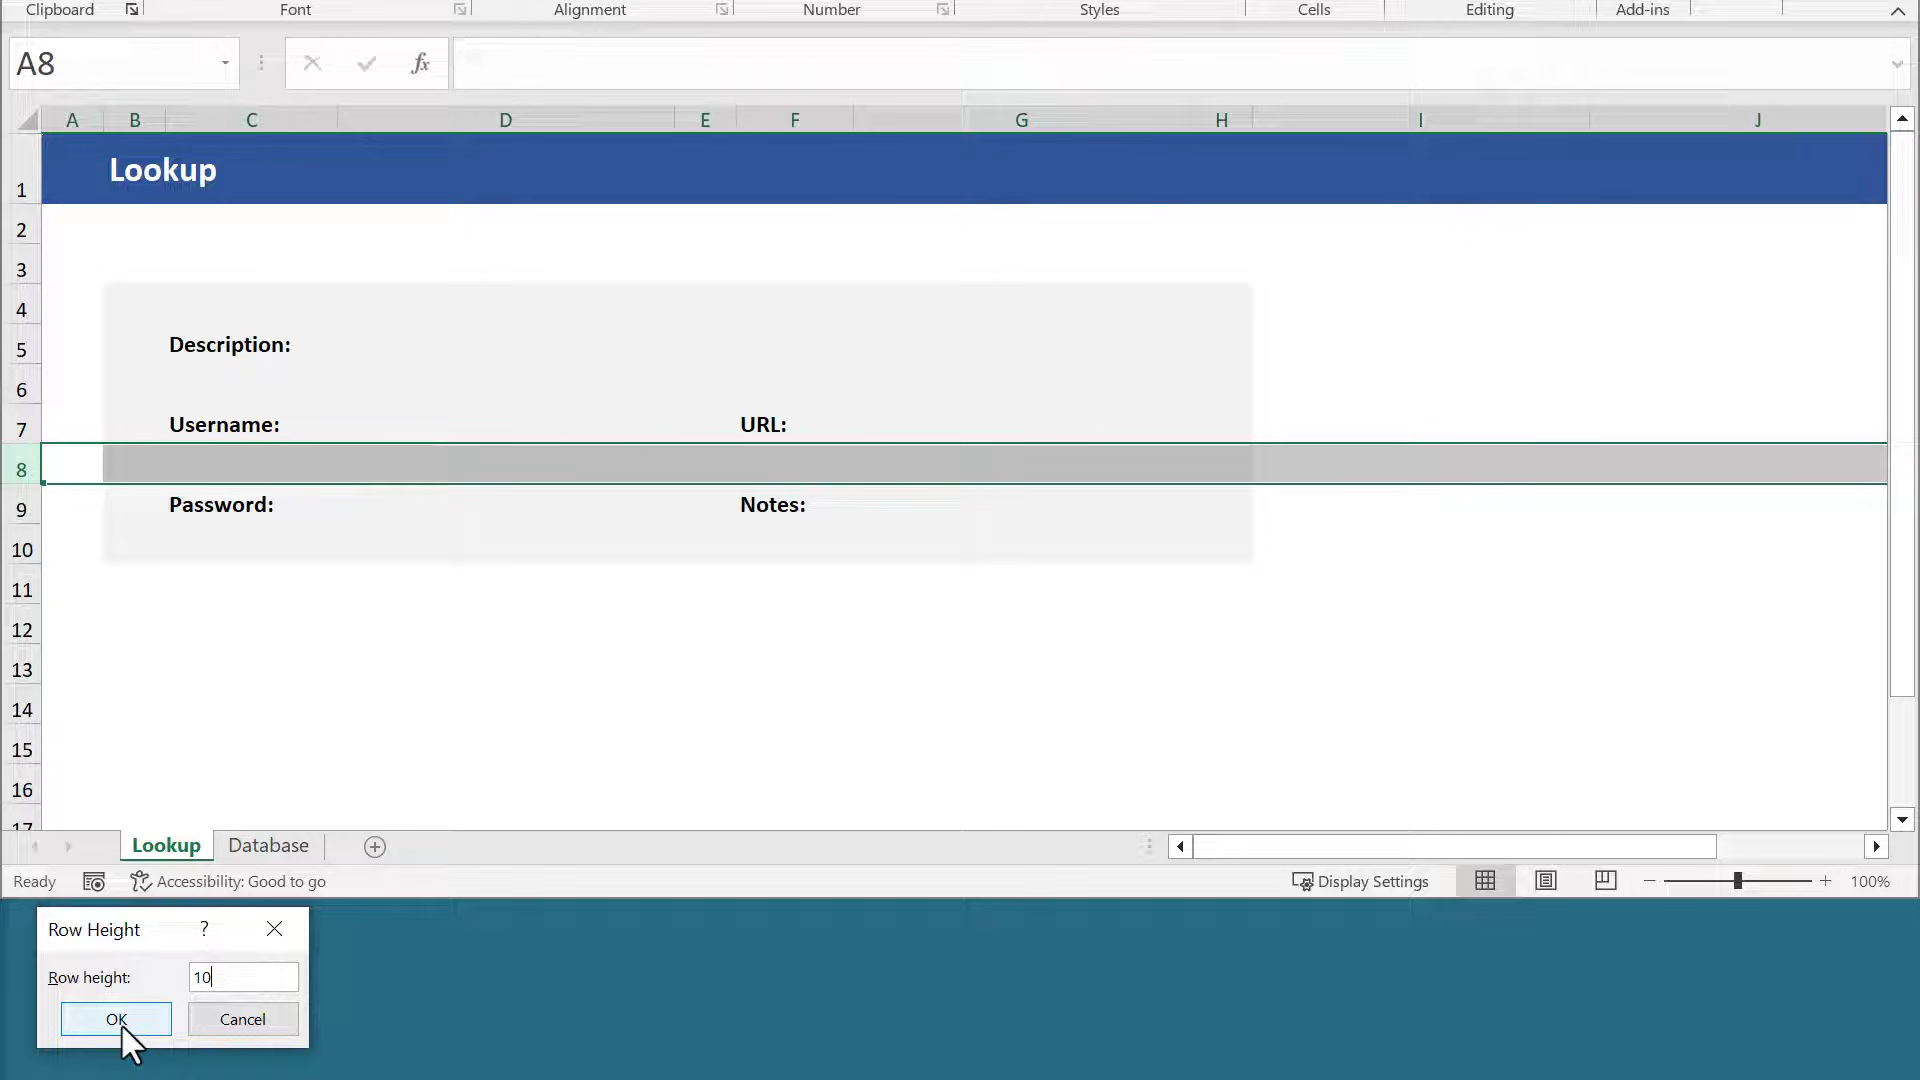 Clipboard Font Alignment Number Styles Cells Editing Add-ins
A8 fx
A B C D E F G H I J
1 Lookup
2
3
4
5 Description:
6
7 Username: URL:
8
9 Password: Notes:
10
11
12
13
14
15
16
17
Lookup Database
Ready Accessibility: Good to go Display Settings 100%
Row Height ?
Row height: 10
OK Cancel